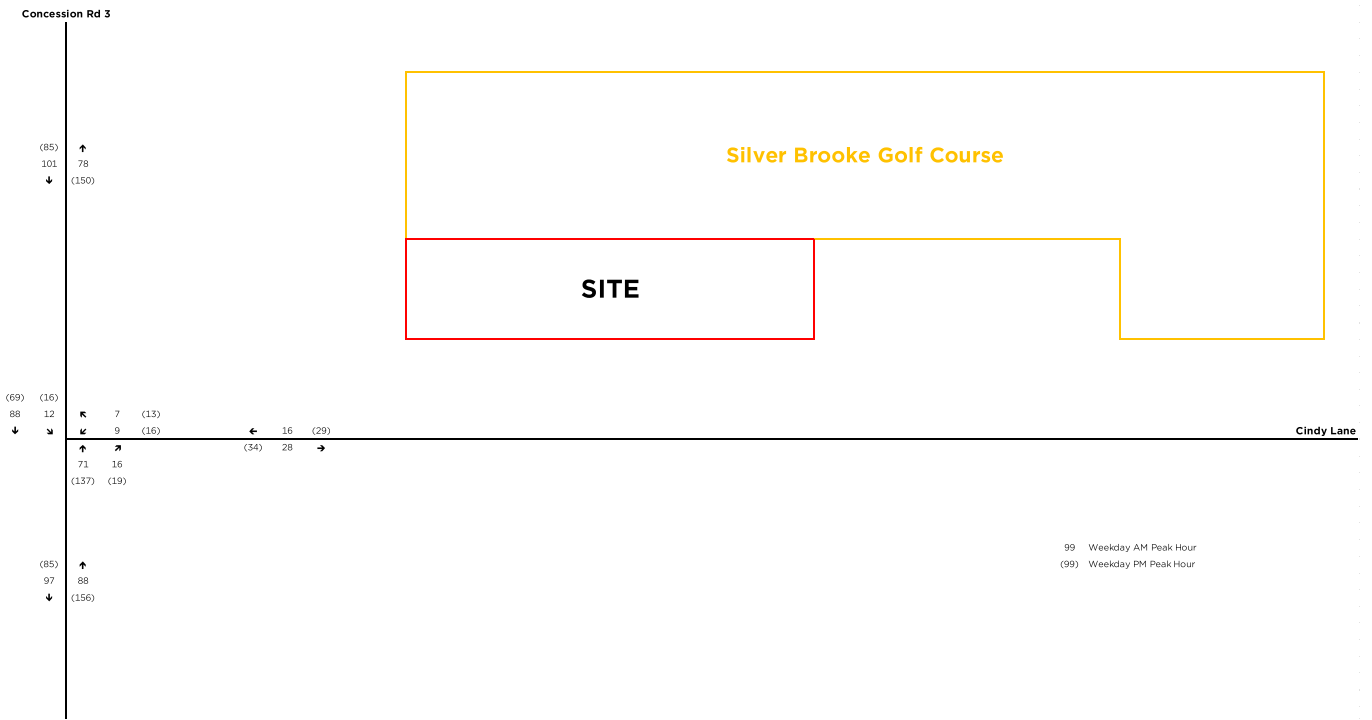 Concession Rd 3
(85) ↑
101 78
↓ (150)
Silver Brooke Golf Course
SITE
(69) (16)
88 12 ↖ 7 (13)
↓ ↘ ↙ 9 (16) ← 16 (29)
Cindy Lane
↑ ↗ (34) 28 →
71 16
(137) (19)
99 Weekday AM Peak Hour
(99) Weekday PM Peak Hour
(85) ↑
97 88
↓ (156)